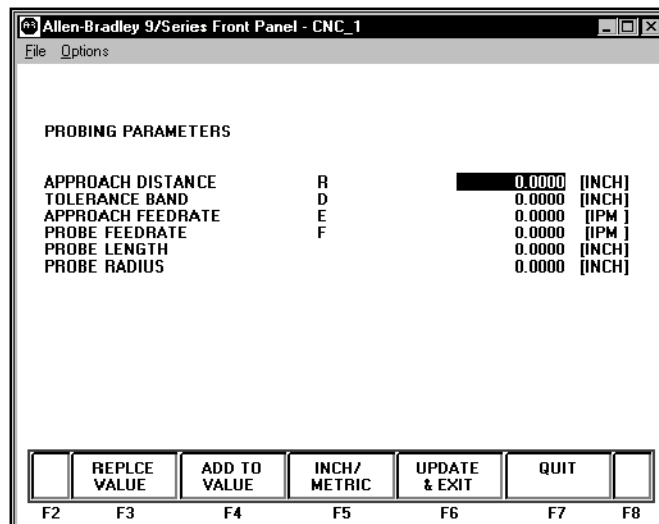 AB Allen-Bradley 9/Series Front Panel - CNC_1
File Options
PROBING PARAMETERS
APPROACH DISTANCE R 0.0000 [INCH]
TOLERANCE BAND D 0.0000 [INCH]
APPROACH FEEDRATE E 0.0000 [IPM ]
PROBE FEEDRATE F 0.0000 [IPM ]
PROBE LENGTH 0.0000 [INCH]
PROBE RADIUS 0.0000 [INCH]
REPLCE VALUE ADD TO VALUE INCH/ METRIC UPDATE & EXIT QUIT
F2 F3 F4 F5 F6 F7 F8